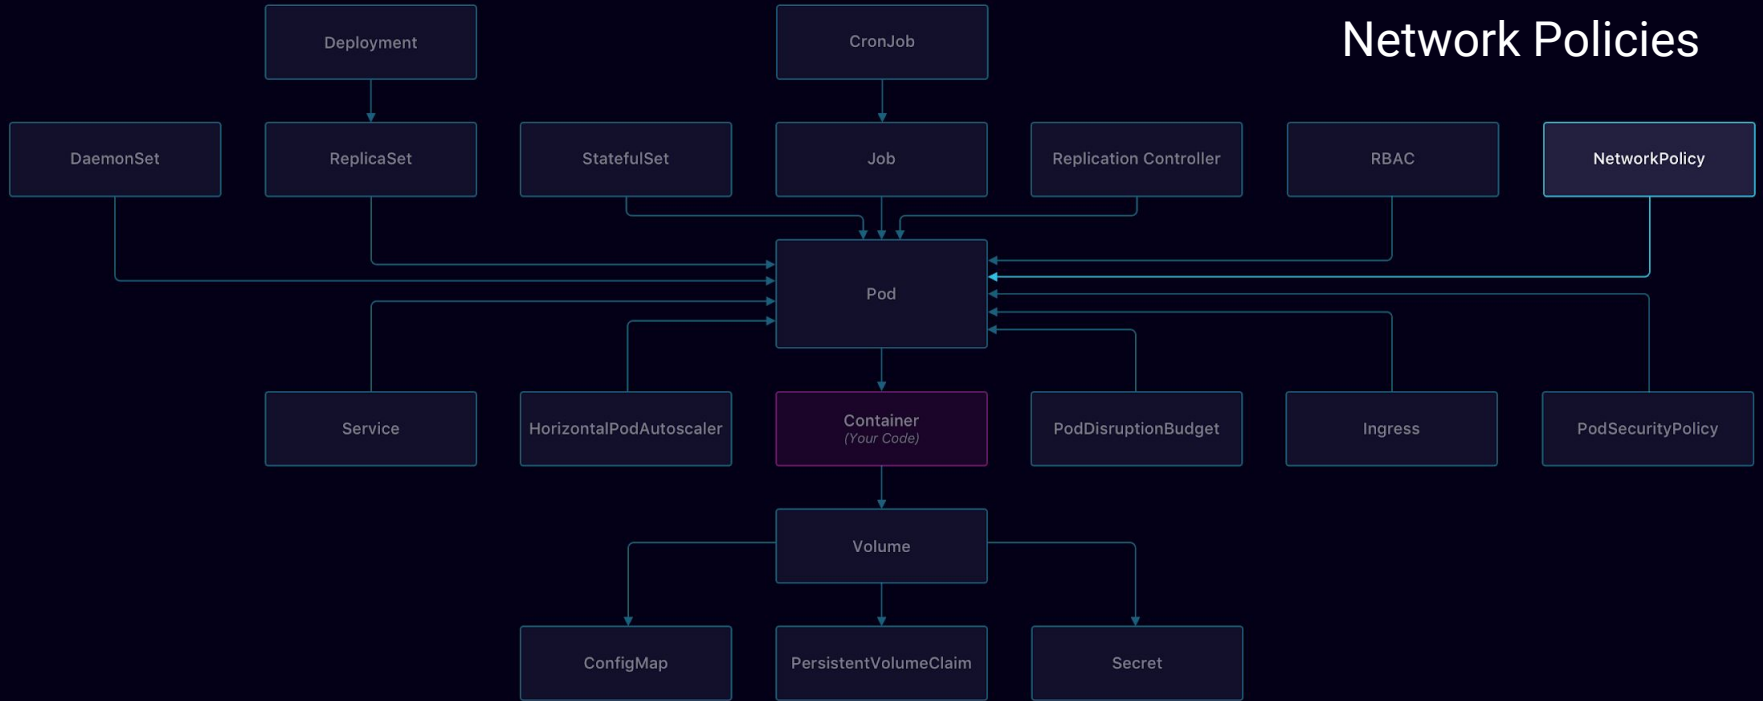 Network Policies
Deployment
CronJob
DaemonSet
ReplicaSet
StatefulSet
Job
Replication Controller
RBAC
NetworkPolicy
Pod
Service
HorizontalPodAutoscaler
Container
(Your Code)
PodDisruptionBudget
Ingress
PodSecurityPolicy
Volume
ConfigMap
PersistentVolumeClaim
Secret